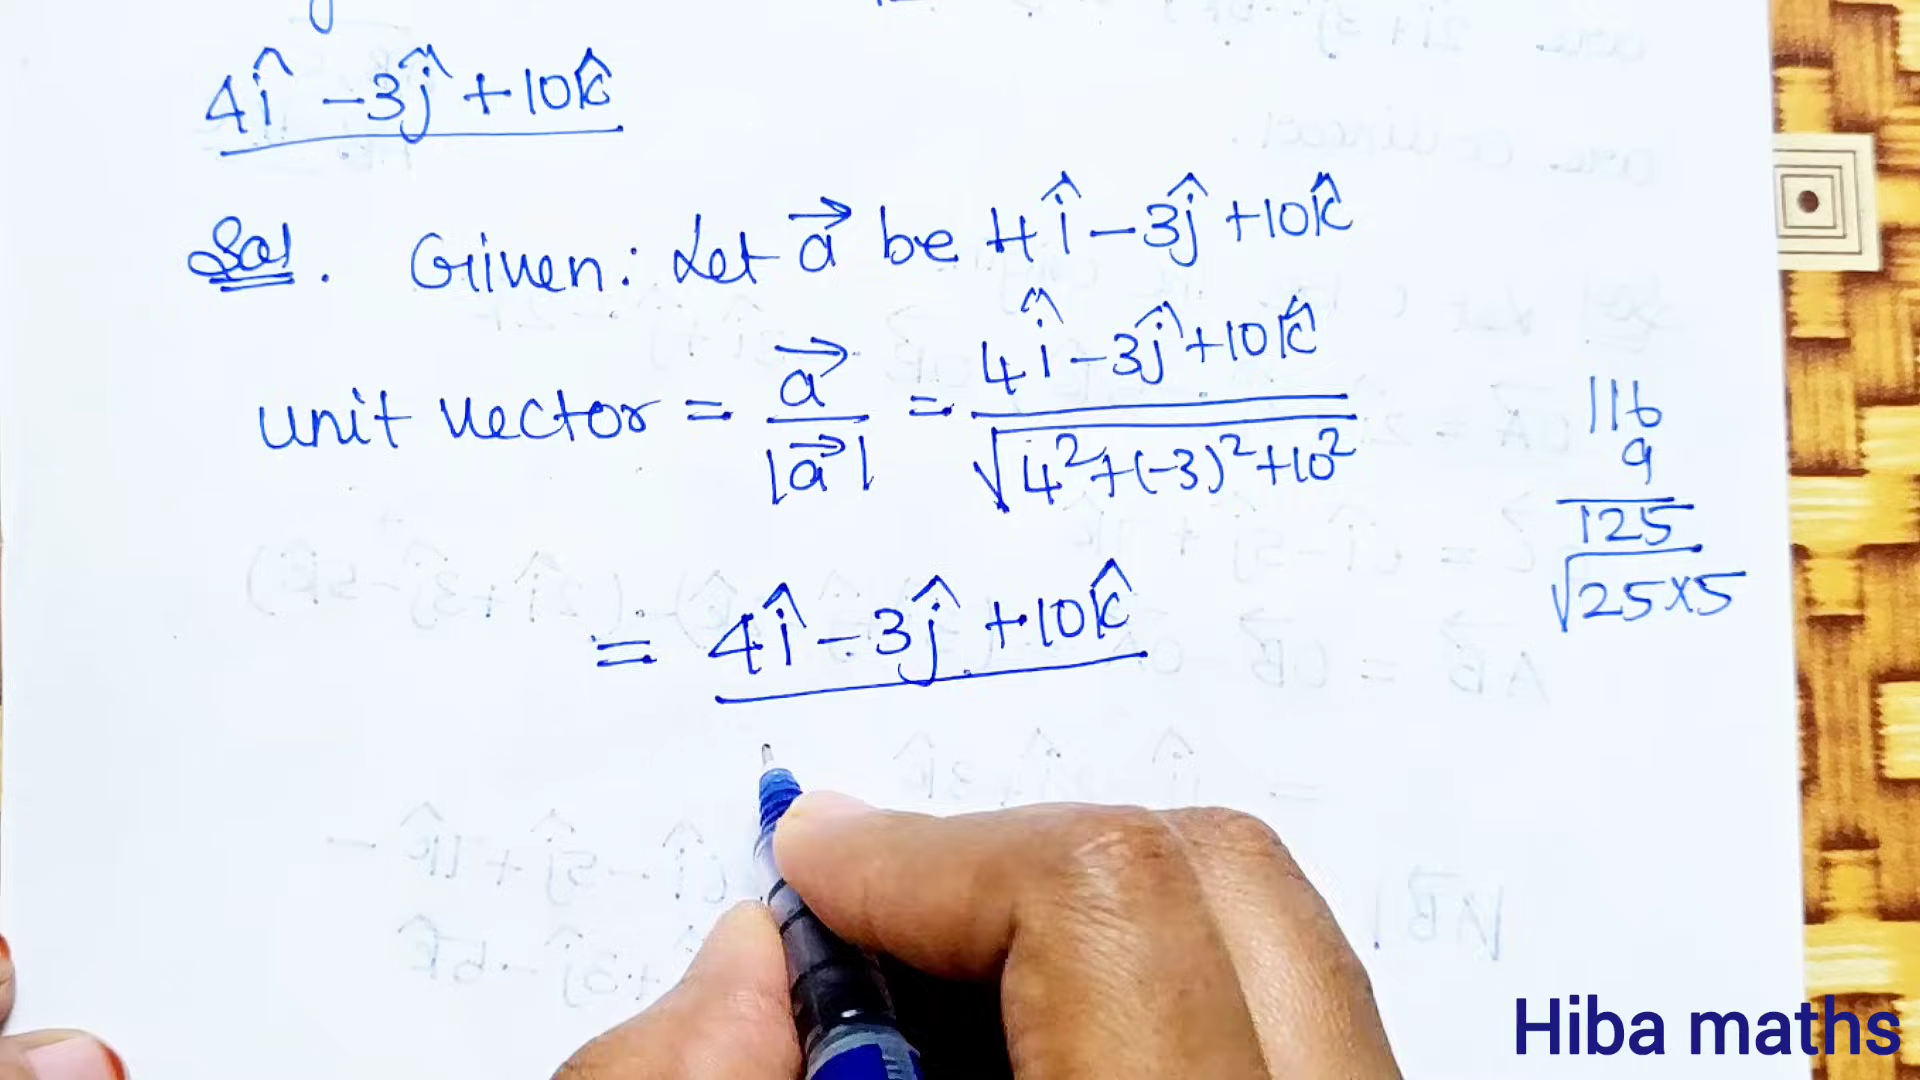 4î - 3ĵ + 10k̂
Sol. Given: Let a⃗ be 4î - 3ĵ + 10k̂
unit vector = a⃗ / |a⃗| = 4î - 3ĵ + 10k̂ / √4² + (-3)² + 10²
= 4î - 3ĵ + 10k̂
116
9
125
√25×5
Hiba maths